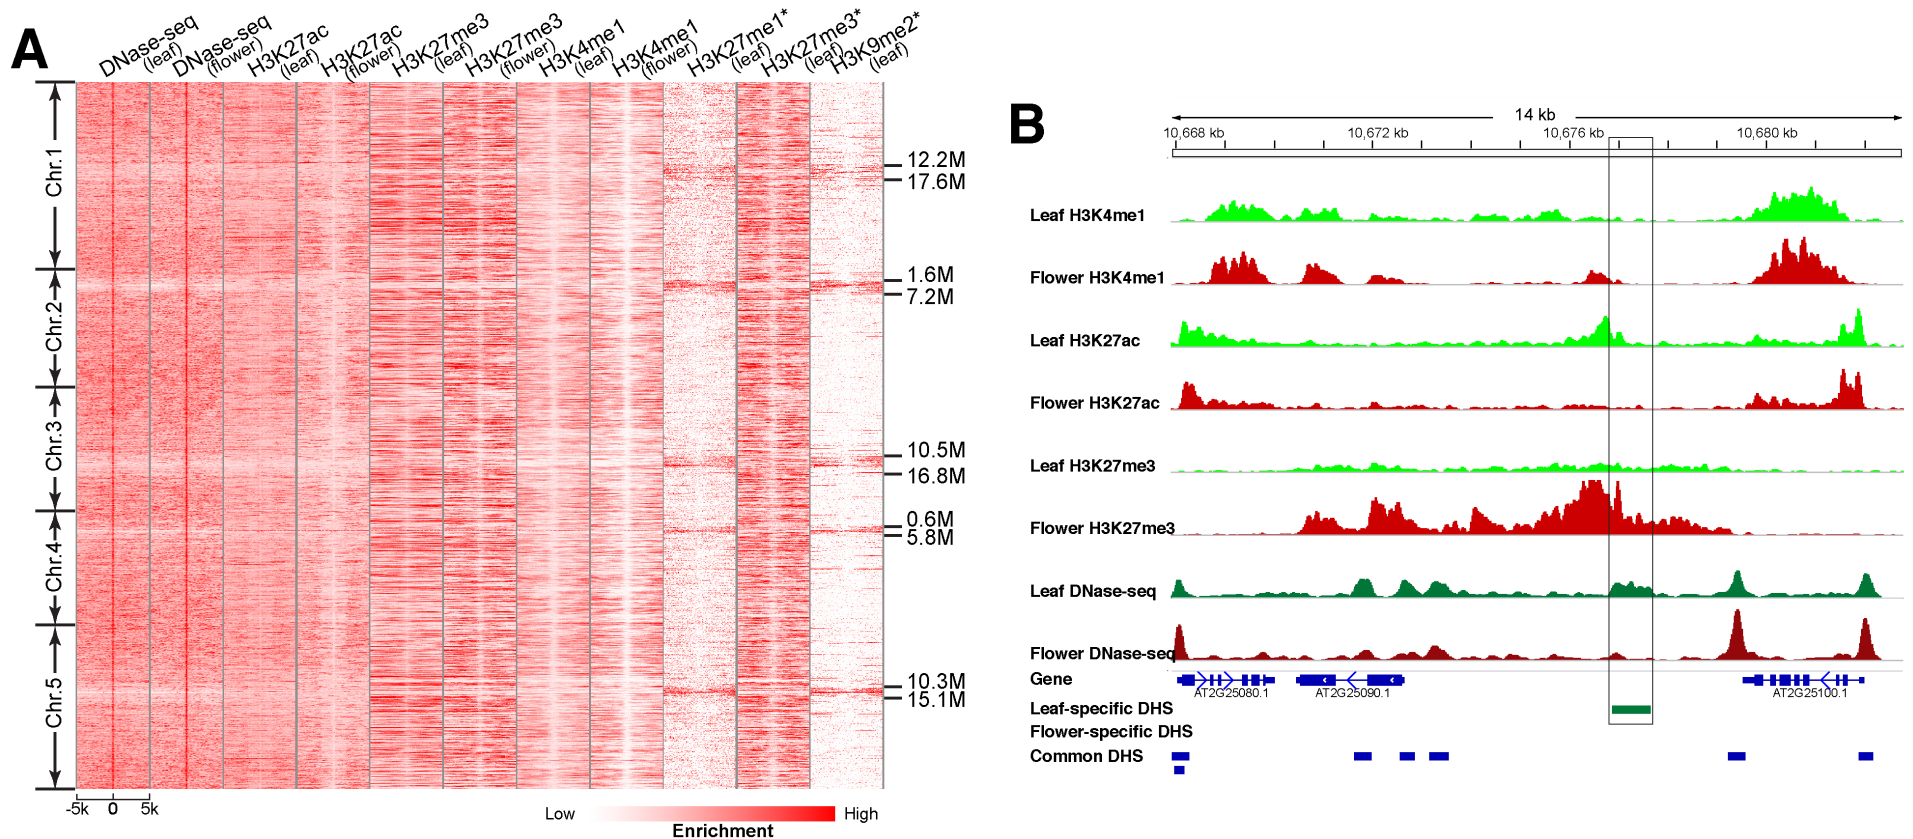 A
DNase-seq (leaf)
DNase-seq (flower)
H3K27ac (leaf)
H3K27ac (flower)
H3K27me3 (leaf)
H3K27me3 (flower)
H3K4me1 (leaf)
H3K4me1 (flower)
H3K27me1* (leaf)
H3K27me3* (leaf)
H3K9me2* (leaf)
Chr.1
Chr.2
Chr.3
Chr.4
Chr.5
12.2M
17.6M
1.6M
7.2M
10.5M
16.8M
0.6M
5.8M
10.3M
15.1M
-5k 0 5k
Low High
Enrichment
B
14 kb
10,668 kb 10,672 kb 10,676 kb 10,680 kb
Leaf H3K4me1
Flower H3K4me1
Leaf H3K27ac
Flower H3K27ac
Leaf H3K27me3
Flower H3K27me3
Leaf DNase-seq
Flower DNase-seq
Gene
AT2G25080.1 AT2G25090.1 AT2G25100.1
Leaf-specific DHS
Flower-specific DHS
Common DHS